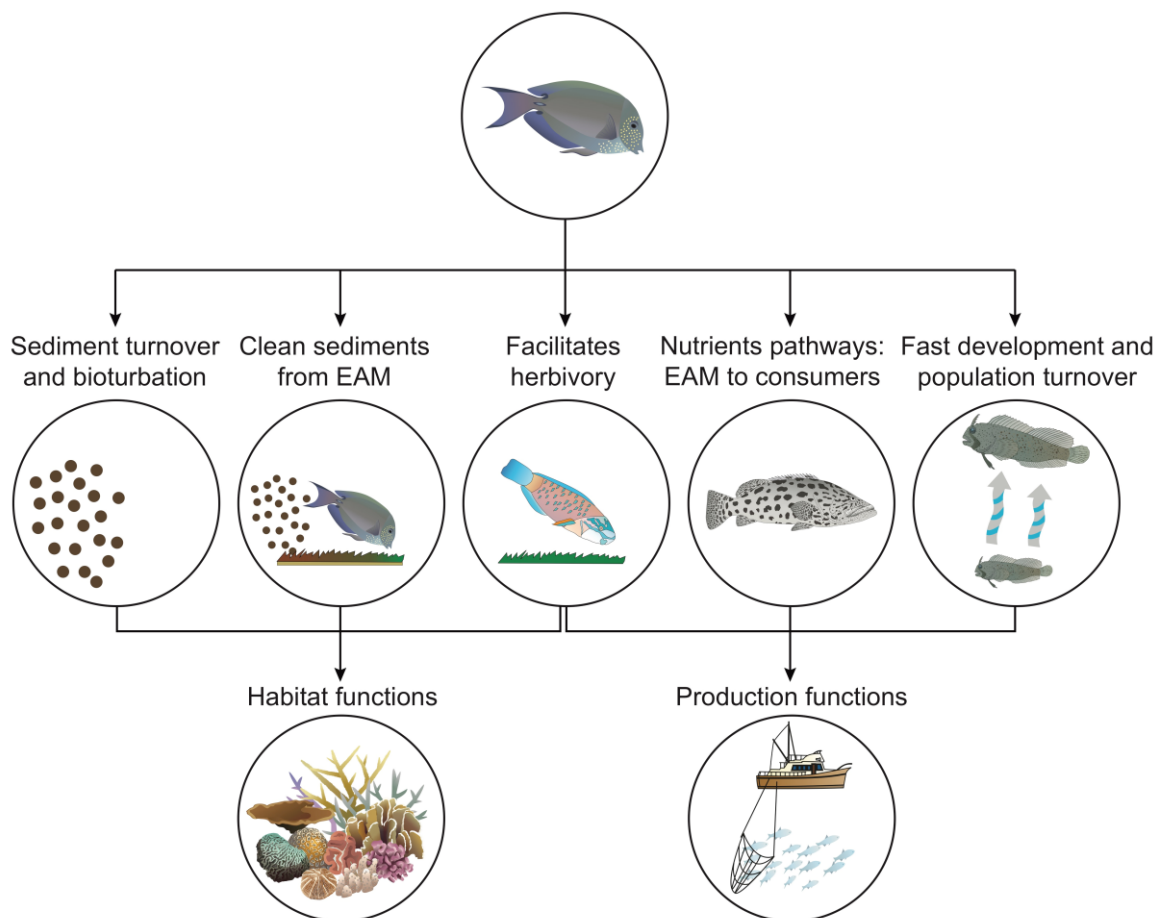 Sediment turnover
and bioturbation
Clean sediments
from EAM
Facilitates
herbivory
Nutrients pathways:
EAM to consumers
Fast development and
population turnover
Habitat functions
Production functions